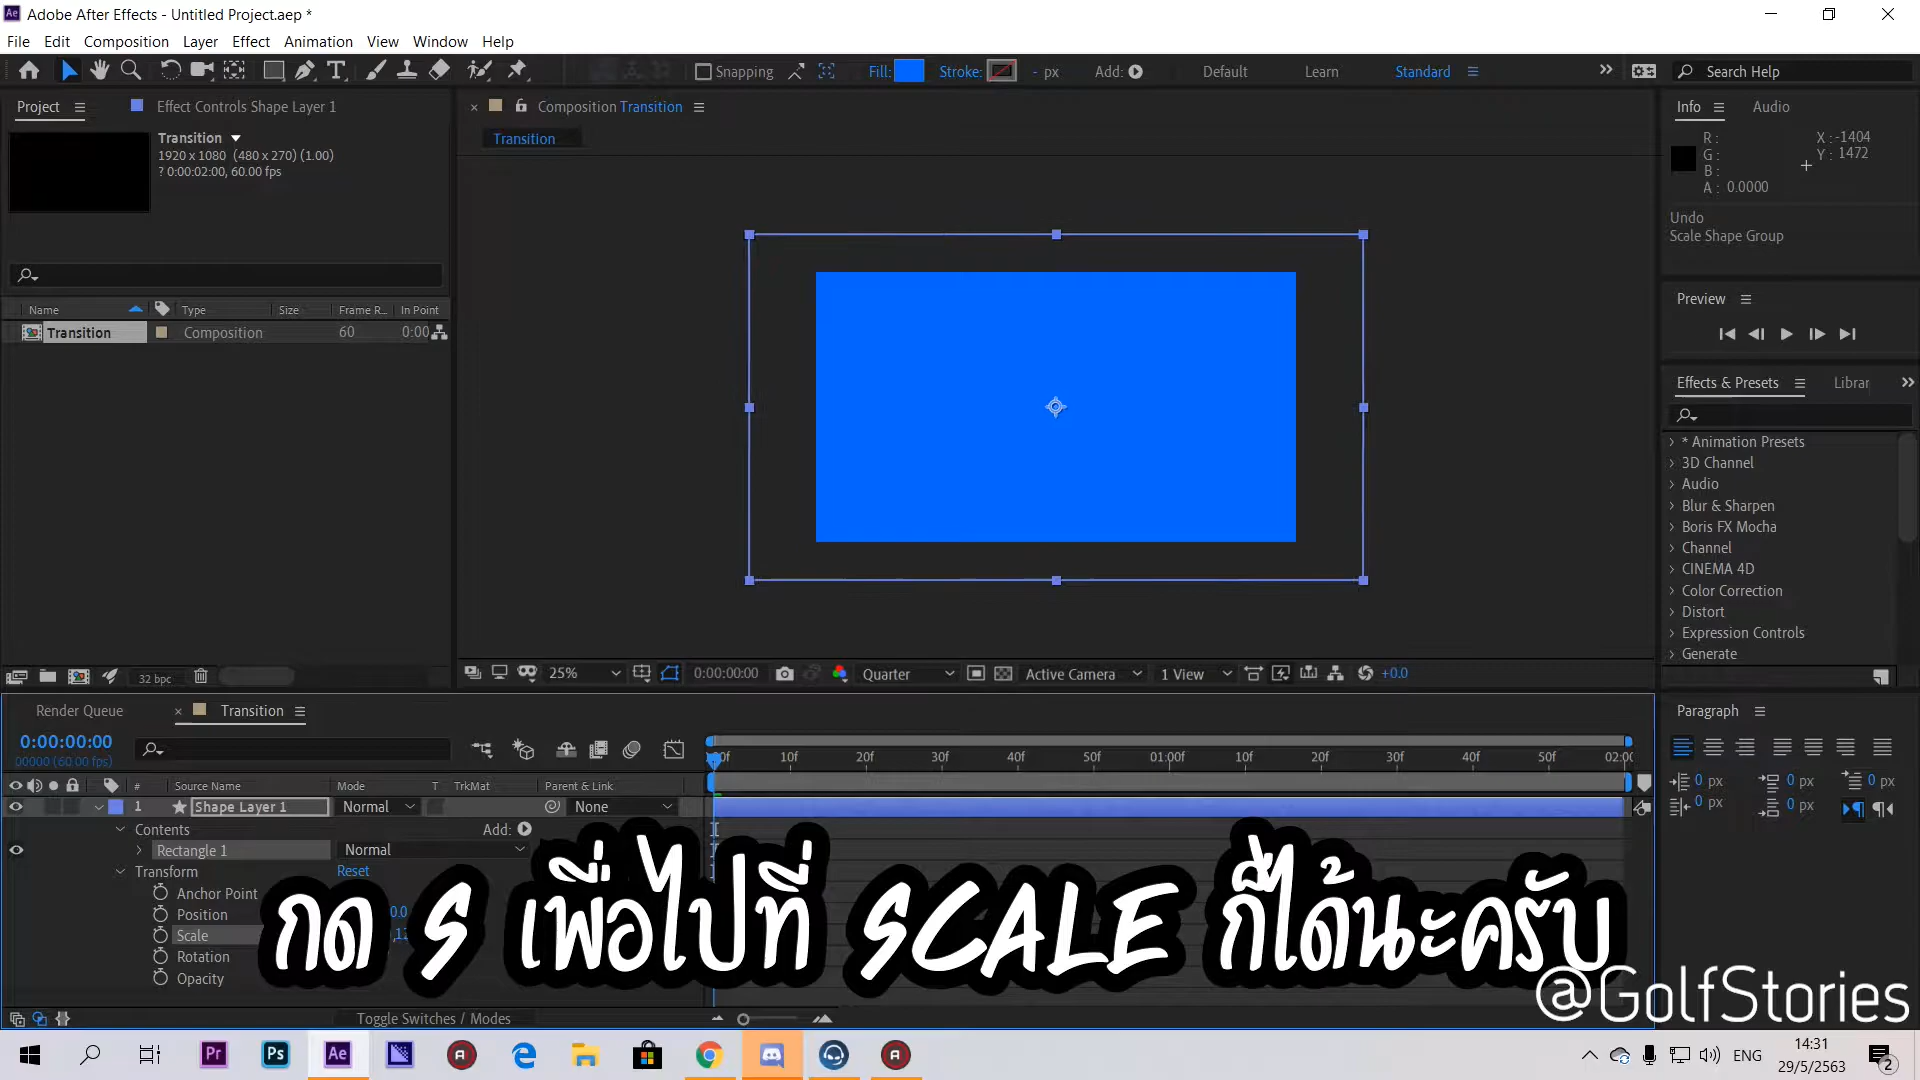 Adobe After Effects - Untitled Project.aep *
File Edit Composition Layer Effect Animation View Window Help
Snapping Fill: Stroke: - px Add: Default Learn Standard Search Help
Project Effect Controls Shape Layer 1
Composition Transition
Info Audio
Transition
1920 x 1080 (480 x 270) (1.00)
? 0:00:02:00, 60.00 fps
Transition
R :
G :
B :
A : 0.0000
X : -1404
Y : 1472
Undo
Scale Shape Group
Preview
Name Type Size Frame R... In Point
Transition Composition 60 0:00
Effects & Presets Librar
* Animation Presets
3D Channel
Audio
Blur & Sharpen
Boris FX Mocha
Channel
CINEMA 4D
Color Correction
Distort
Expression Controls
Generate
32 bpc
25% 0:00:00:00 Quarter Active Camera 1 View +0.0
Render Queue Transition
Paragraph
0:00:00:00
00000 (60.00 fps)
10f 20f 30f 40f 50f 01:00f 10f 20f 30f 40f 50f
# Source Name Mode T TrkMat Parent & Link
1 Shape Layer 1 Normal None
Contents Add:
Rectangle 1 Normal
Transform Reset
Anchor Point
Position
Scale
Rotation
Opacity
0 px 0 px 0 px
0 px 0 px
กด S เพื่อไปที่ SCALE ก็ได้นะครับ
@GolfStories
Toggle Switches / Modes
Pr Ps Ae
ENG
14:31
29/5/2563
2